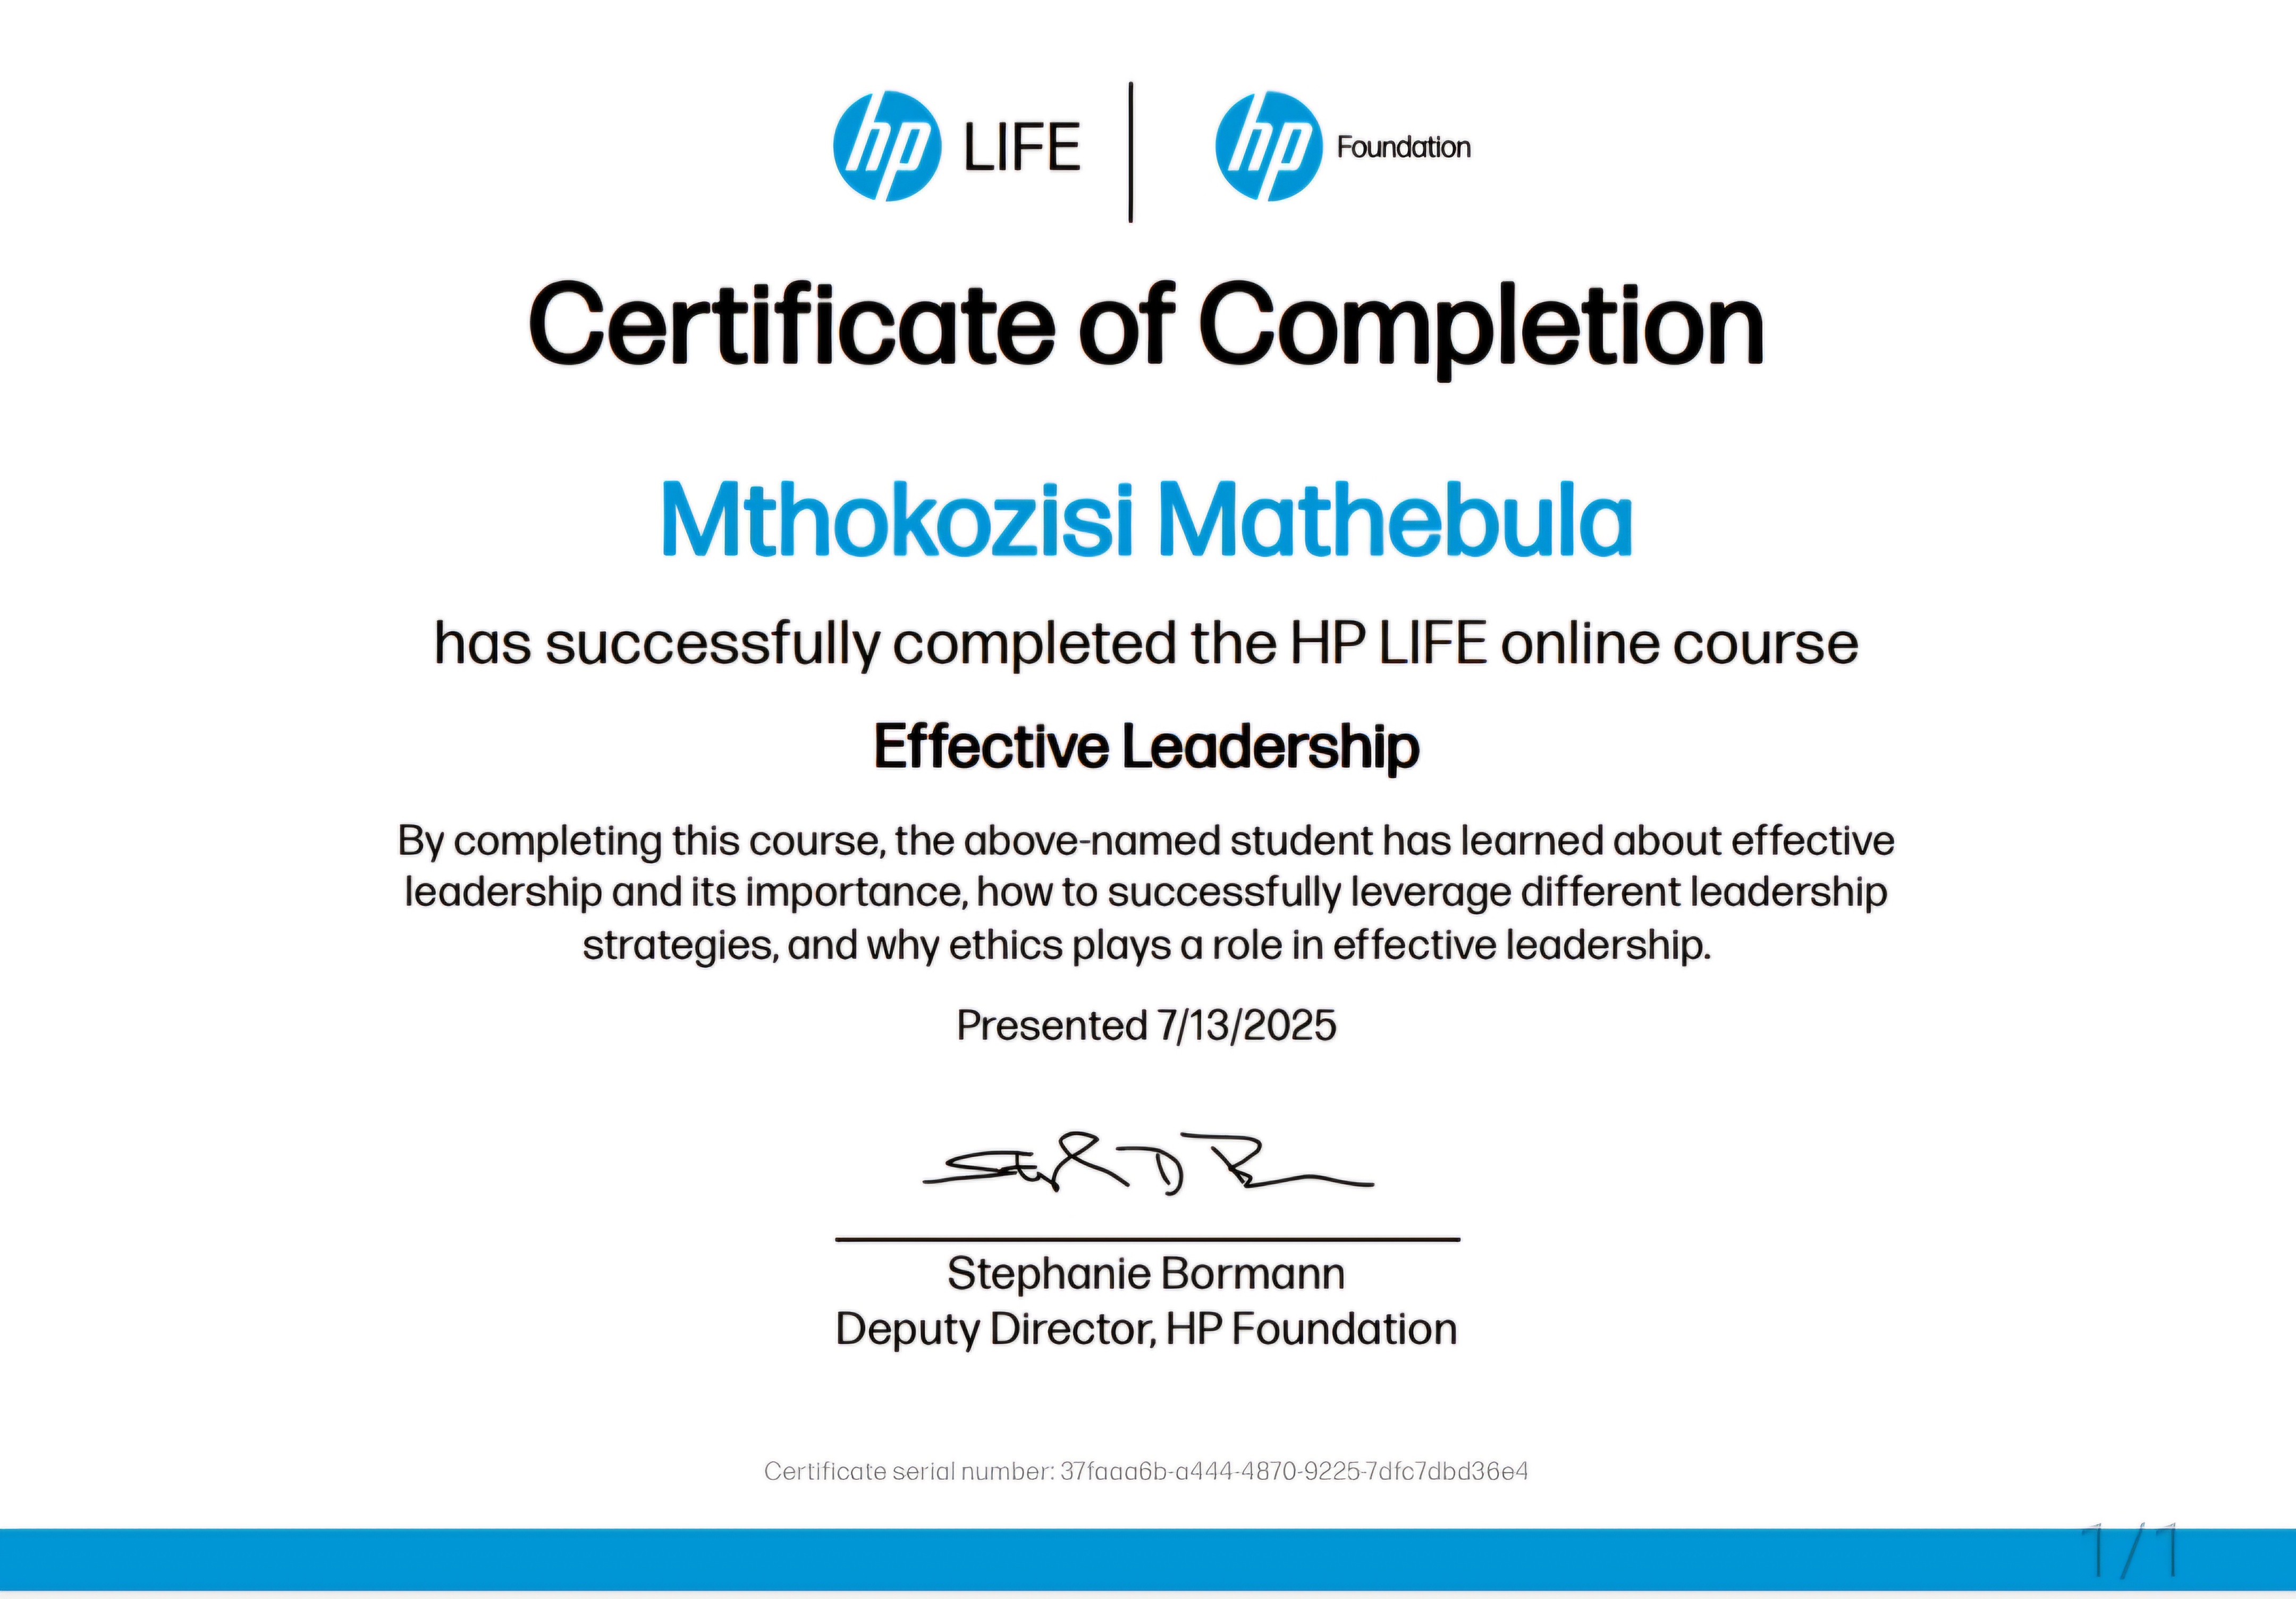 hp LIFE
hp Foundation
Certificate of Completion
Mthokozisi Mathebula
has successfully completed the HP LIFE online course
Effective Leadership
By completing this course, the above-named student has learned about effective
leadership and its importance, how to successfully leverage different leadership
strategies, and why ethics plays a role in effective leadership.
Presented 7/13/2025
Stephanie Bormann
Deputy Director, HP Foundation
Certificate serial number: 37faaa6b-a444-4870-9225-7dfc7dbd36e4
1/1